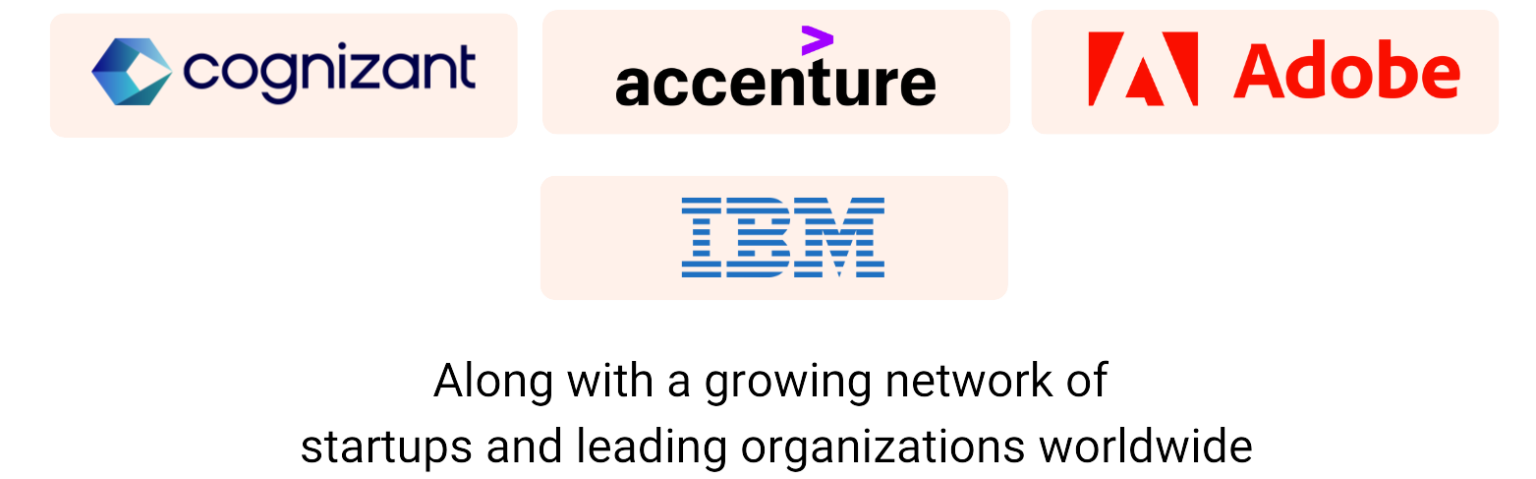 cognizant
accenture
Adobe
IBM
Along with a growing network of
startups and leading organizations worldwide